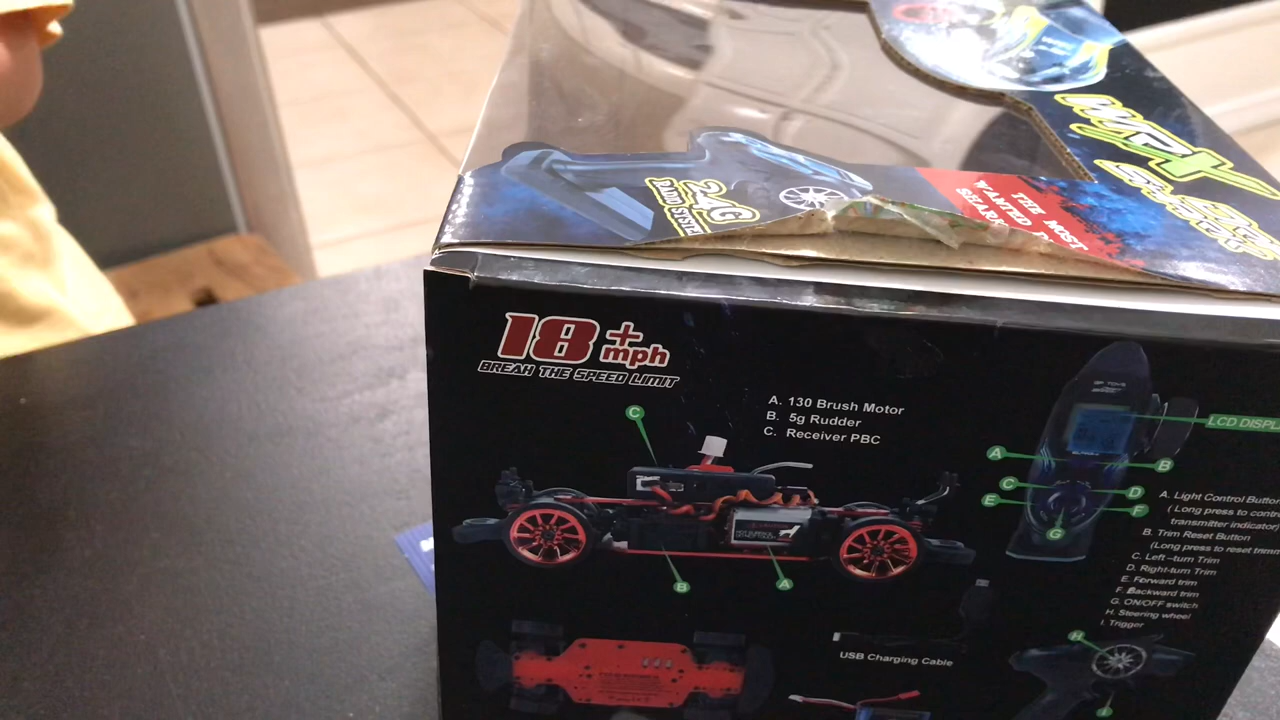 2.4G
RADIO SYSTEM
THE MOST
WANTED IN
18+
mph
BREAK THE SPEED LIMIT
A. 130 Brush Motor
B. 5g Rudder
C. Receiver PBC
C
B
A
LCD DISPL
A
B
C
D
E
F
G
A. Light Control Button
( Long press to contr
transmitter indicator
B. Trim Reset Button
(Long press to reset trimm
C. Left –turn Trim
D. Right-turn Trim
E. Forward trim
F. Backward trim
G. ON/OFF switch
H. Steering wheel
I. Trigger
H
I
USB Charging Cable